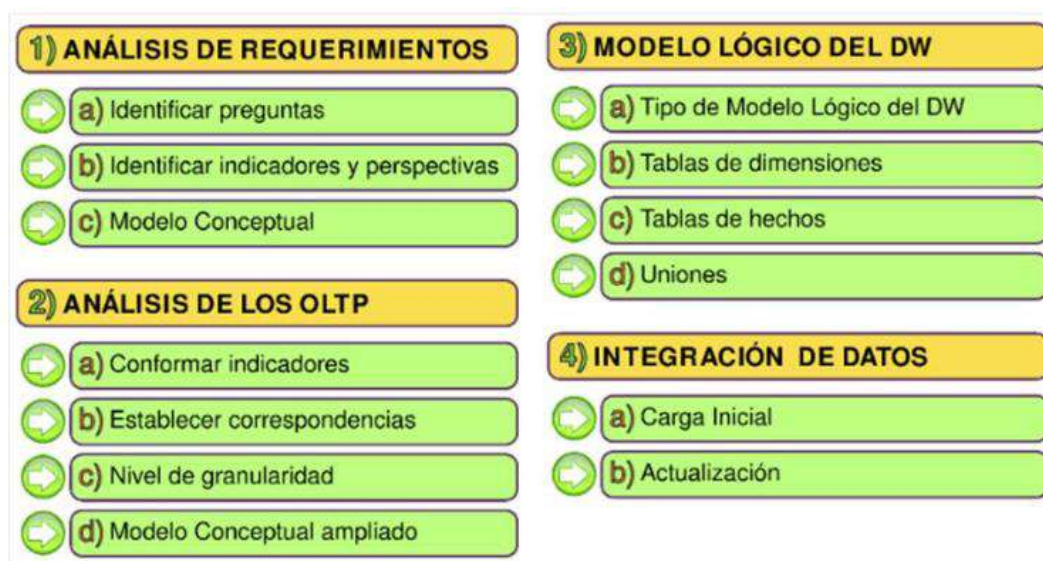 1) ANÁLISIS DE REQUERIMIENTOS
a) Identificar preguntas
b) Identificar indicadores y perspectivas
c) Modelo Conceptual
2) ANÁLISIS DE LOS OLTP
a) Conformar indicadores
b) Establecer correspondencias
c) Nivel de granularidad
d) Modelo Conceptual ampliado
3) MODELO LÓGICO DEL DW
a) Tipo de Modelo Lógico del DW
b) Tablas de dimensiones
c) Tablas de hechos
d) Uniones
4) INTEGRACIÓN DE DATOS
a) Carga Inicial
b) Actualización